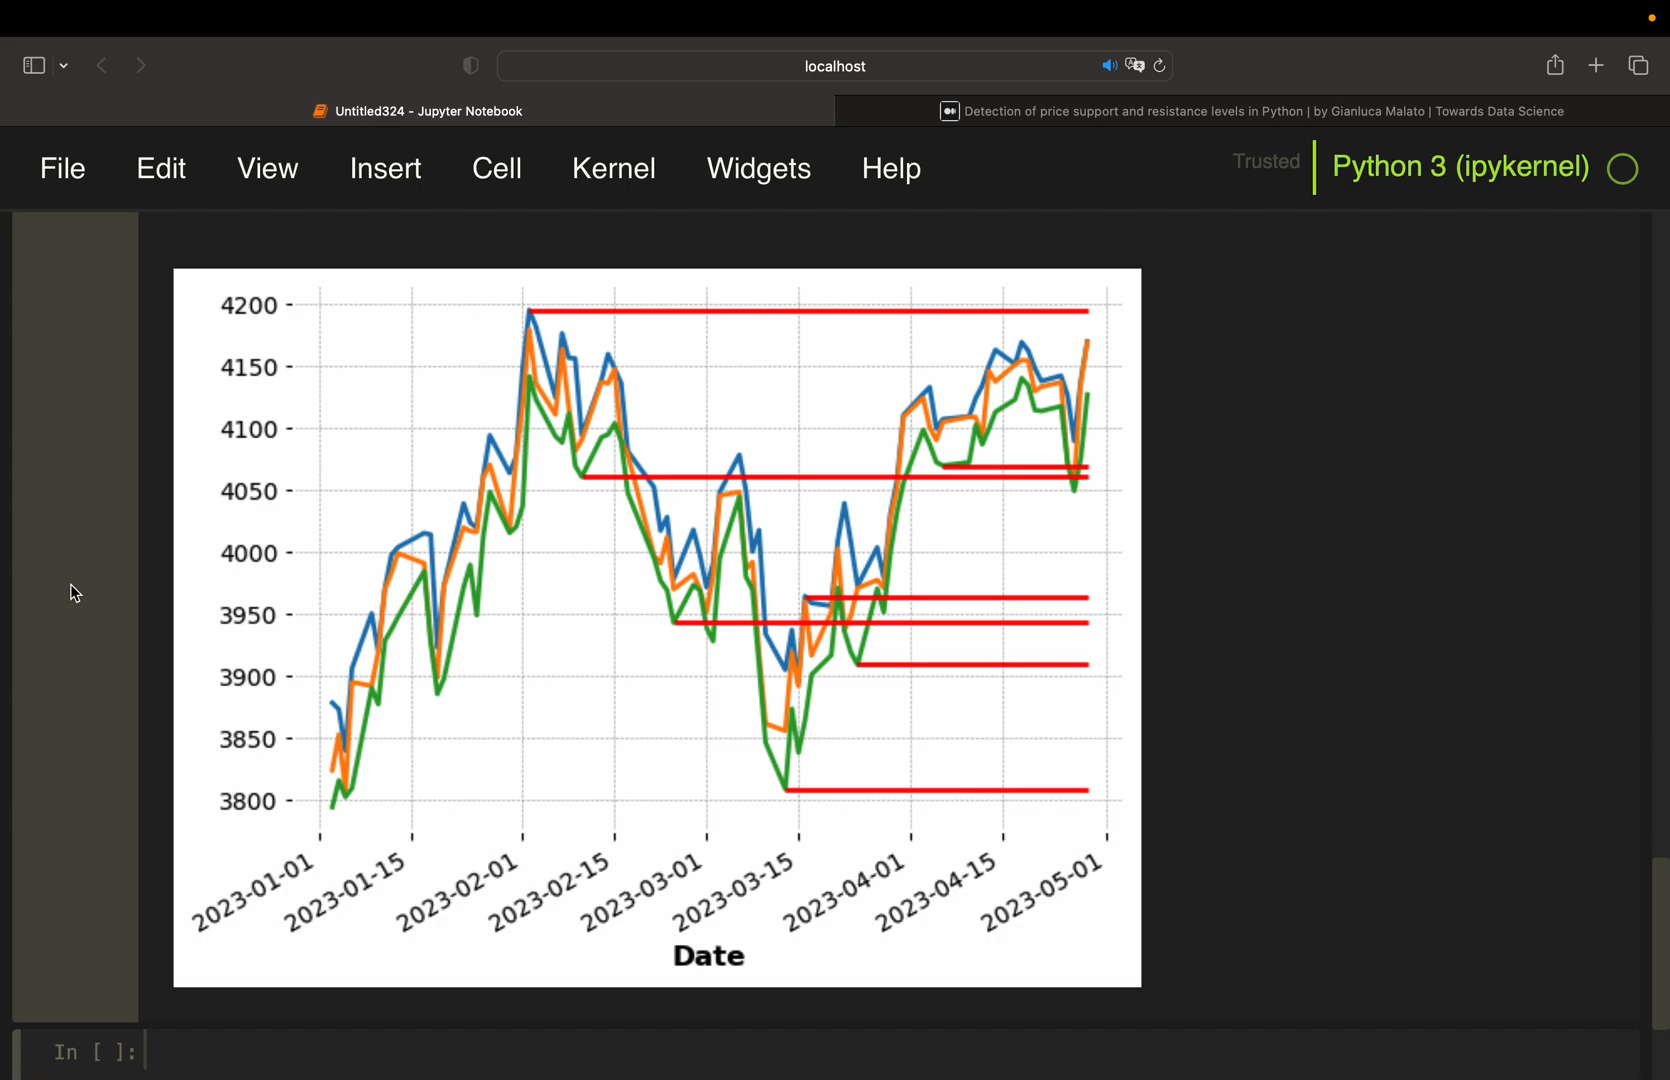 localhost
Untitled324 - Jupyter Notebook
Detection of price support and resistance levels in Python | by Gianluca Malato | Towards Data Science
File Edit View Insert Cell Kernel Widgets Help Trusted Python 3 (ipykernel)
4200
4150
4100
4050
4000
3950
3900
3850
3800
2023-01-01 2023-01-15 2023-02-01 2023-02-15 2023-03-01 2023-03-15 2023-04-01 2023-04-15 2023-05-01
Date
In [ ]: